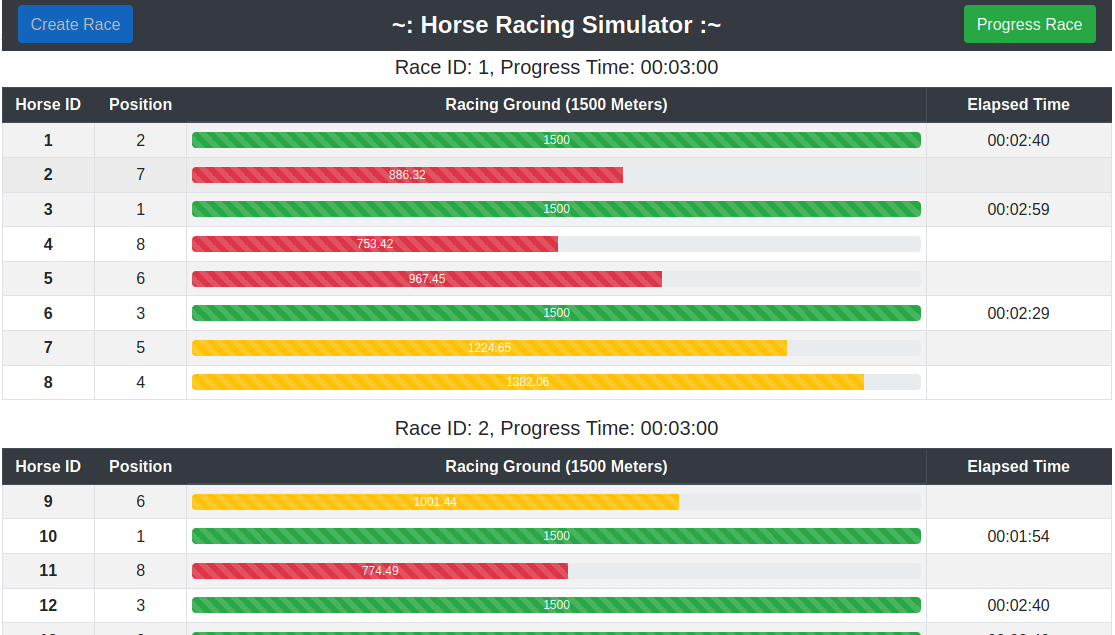 Create Race ~: Horse Racing Simulator :~ Progress Race
Race ID: 1, Progress Time: 00:03:00
Horse ID Position Racing Ground (1500 Meters) Elapsed Time
1 2 1500 00:02:40
2 7 886.32
3 1 1500 00:02:59
4 8 753.42
5 6 967.45
6 3 1500 00:02:29
7 5 1224.65
8 4 1382.06
Race ID: 2, Progress Time: 00:03:00
Horse ID Position Racing Ground (1500 Meters) Elapsed Time
9 6 1001.44
10 1 1500 00:01:54
11 8 774.49
12 3 1500 00:02:40